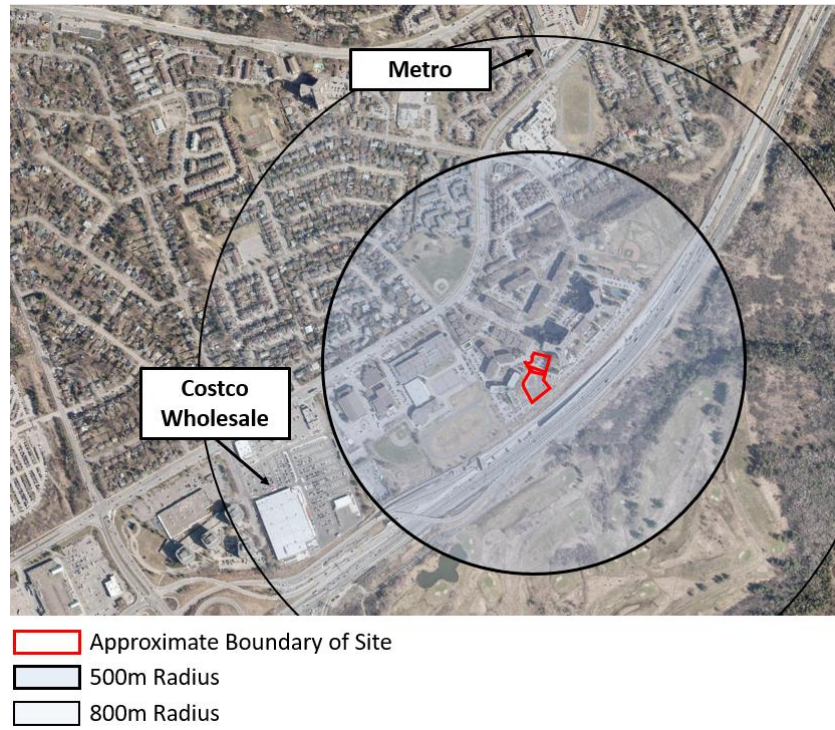 Metro
Costco
Wholesale
Approximate Boundary of Site
500m Radius
800m Radius